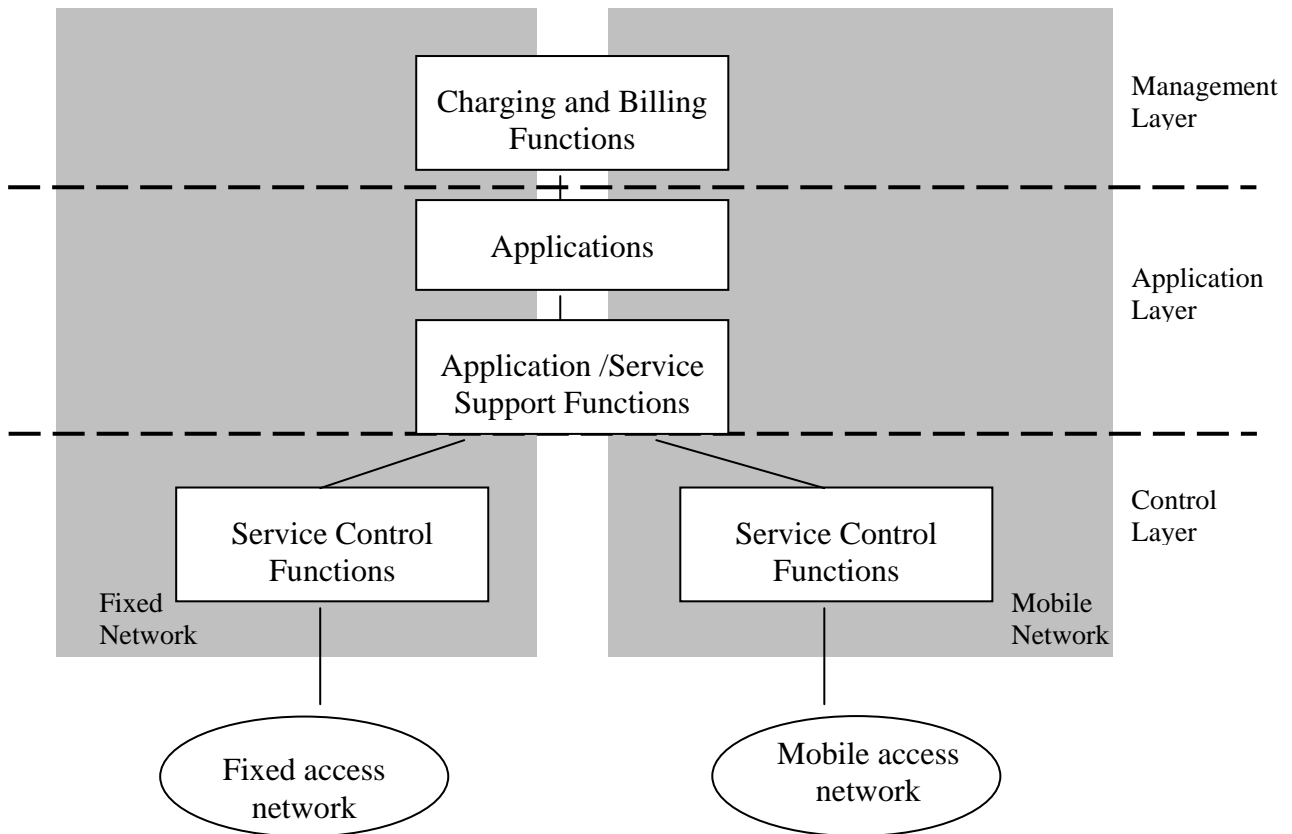 Charging and Billing
Functions
Management
Layer
Applications
Application
Layer
Application /Service
Support Functions
Service Control
Functions
Service Control
Functions
Control
Layer
Fixed
Network
Mobile
Network
Fixed access
network
Mobile access
network